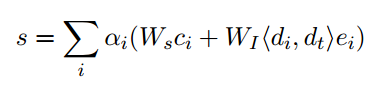 s = \sum_i \alpha_i(W_s c_i + W_I \langle d_i, d_t \rangle e_i)